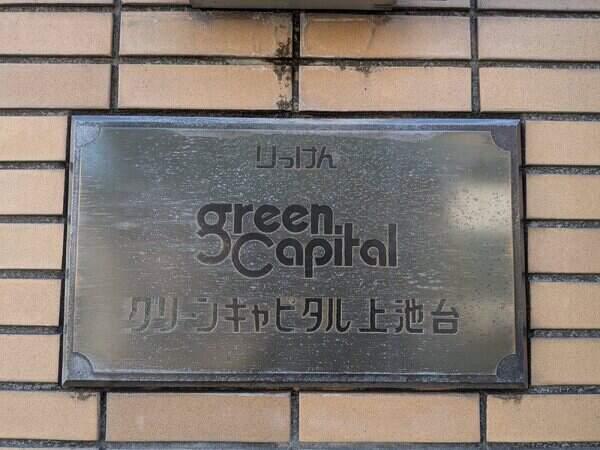 りっけん
green
Capital
グリーンキャピタル上池台